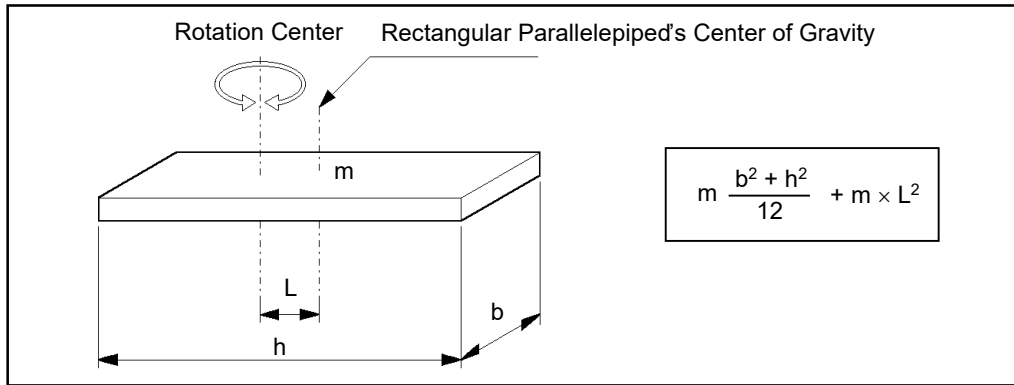 Rotation Center
Rectangular Parallelepiped's Center of Gravity
m
L
b
h
m b² + h² / 12 + m × L²